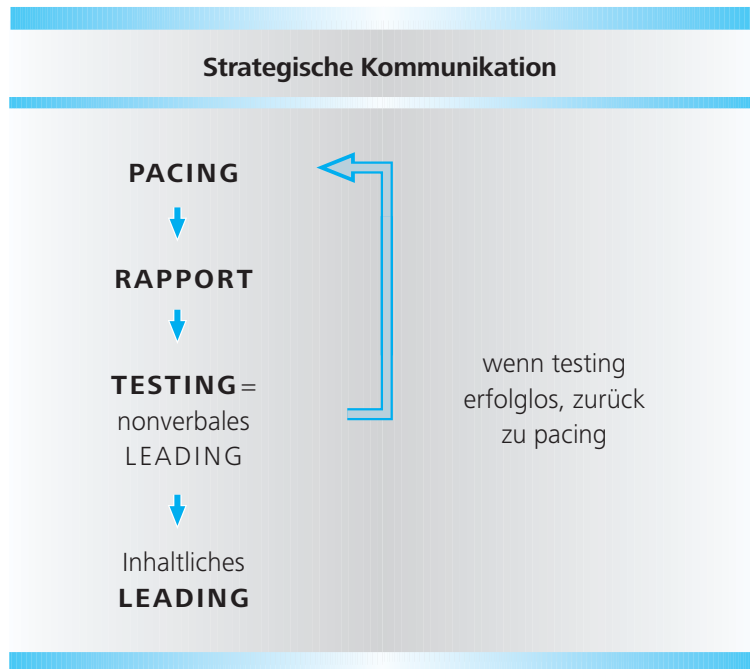 Strategische Kommunikation
PACING
RAPPORT
TESTING=
nonverbales
LEADING
wenn testing
erfolglos, zurück
zu pacing
Inhaltliches
LEADING